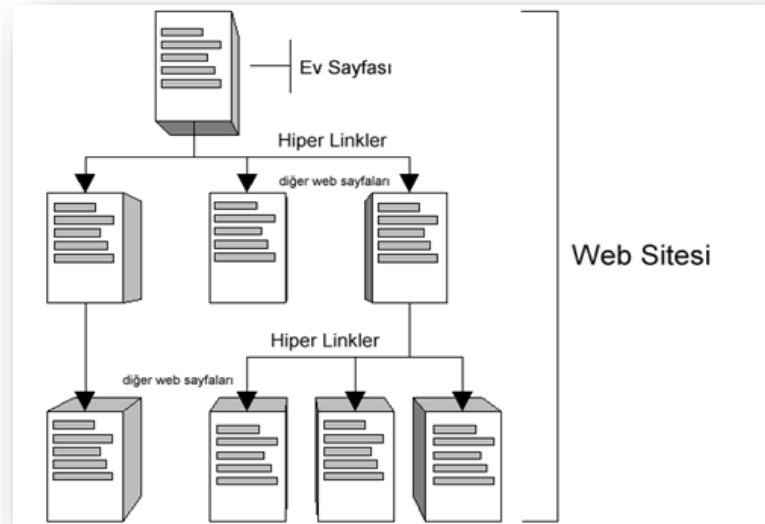 Ev Sayfası
Hiper Linkler
diğer web sayfaları
Web Sitesi
Hiper Linkler
diğer web sayfaları